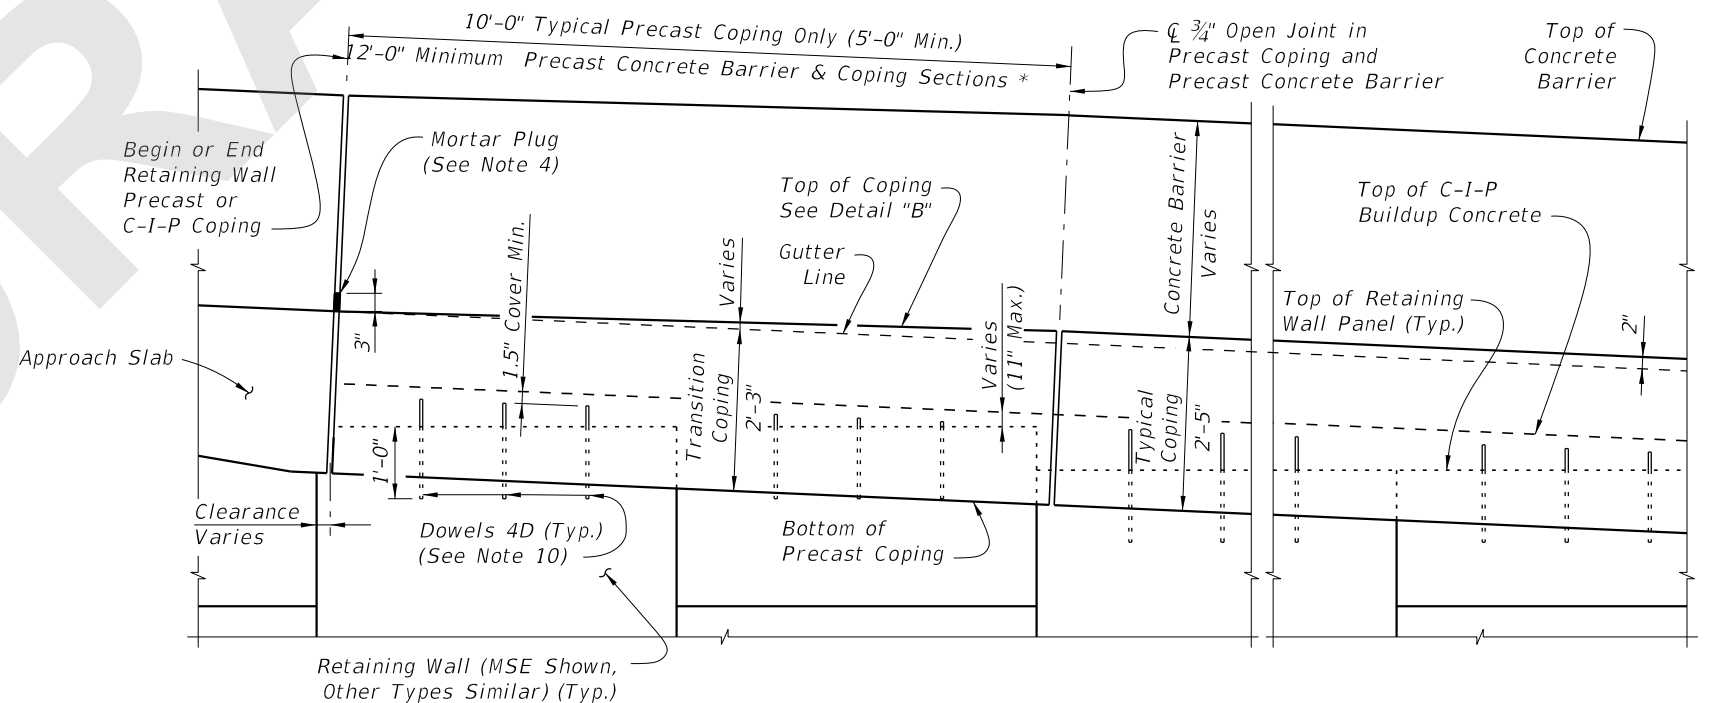 10'-0" Typical Precast Coping Only (5'-0" Min.)
12'-0" Minimum Precast Concrete Barrier & Coping Sections *
℄ ¾" Open Joint in
Precast Coping and
Precast Concrete Barrier
Top of
Concrete
Barrier
Begin or End
Retaining Wall
Precast or
C-I-P Coping
Mortar Plug
(See Note 4)
Top of Coping
See Detail "B"
Gutter
Line
Concrete Barrier
Varies
Top of C-I-P
Buildup Concrete
Top of Retaining
Wall Panel (Typ.)
Approach Slab
3"
1.5" Cover Min.
Varies
Transition
Coping
2'-3"
Varies
(11" Max.)
Typical
Coping
2'-5"
2"
1'-0"
Clearance
Varies
Dowels 4D (Typ.)
(See Note 10)
Bottom of
Precast Coping
Retaining Wall (MSE Shown,
Other Types Similar) (Typ.)